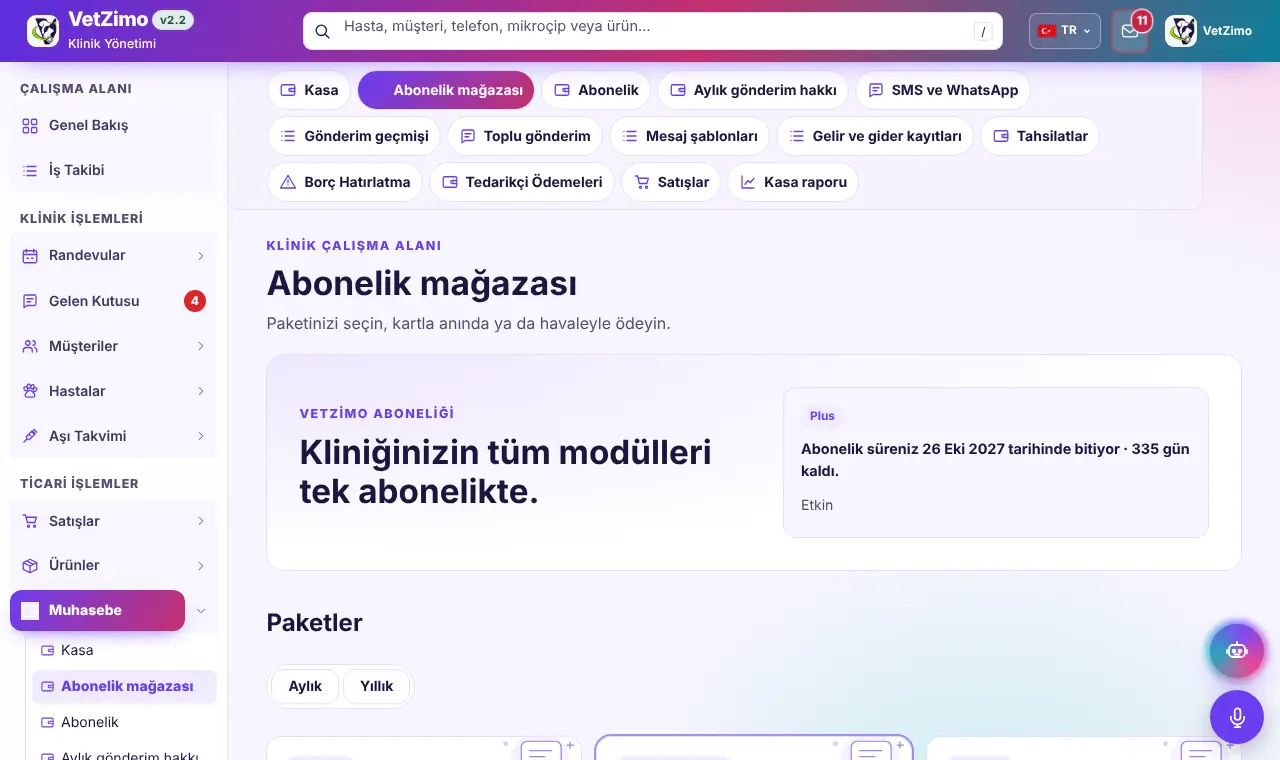 VetZimo v2.2
Klinik Yönetimi
Hasta, müşteri, telefon, mikroçip veya ürün...
/
TR
11
VetZimo
ÇALIŞMA ALANI
Genel Bakış
İş Takibi
KLİNİK İŞLEMLERİ
Randevular
Gelen Kutusu
4
Müşteriler
Hastalar
Aşı Takvimi
TİCARİ İŞLEMLER
Satışlar
Ürünler
Muhasebe
Kasa
Abonelik mağazası
Abonelik
Aylık gönderim hakkı
Kasa
Abonelik mağazası
Abonelik
Aylık gönderim hakkı
SMS ve WhatsApp
Gönderim geçmişi
Toplu gönderim
Mesaj şablonları
Gelir ve gider kayıtları
Tahsilatlar
Borç Hatırlatma
Tedarikçi Ödemeleri
Satışlar
Kasa raporu
KLİNİK ÇALIŞMA ALANI
Abonelik mağazası
Paketinizi seçin, kartla anında ya da havaleyle ödeyin.
VETZİMO ABONELİĞİ
Kliniğinizin tüm modülleri
tek abonelikte.
Plus
Abonelik süreniz 26 Eki 2027 tarihinde bitiyor · 335 gün
kaldı.
Etkin
Paketler
Aylık
Yıllık